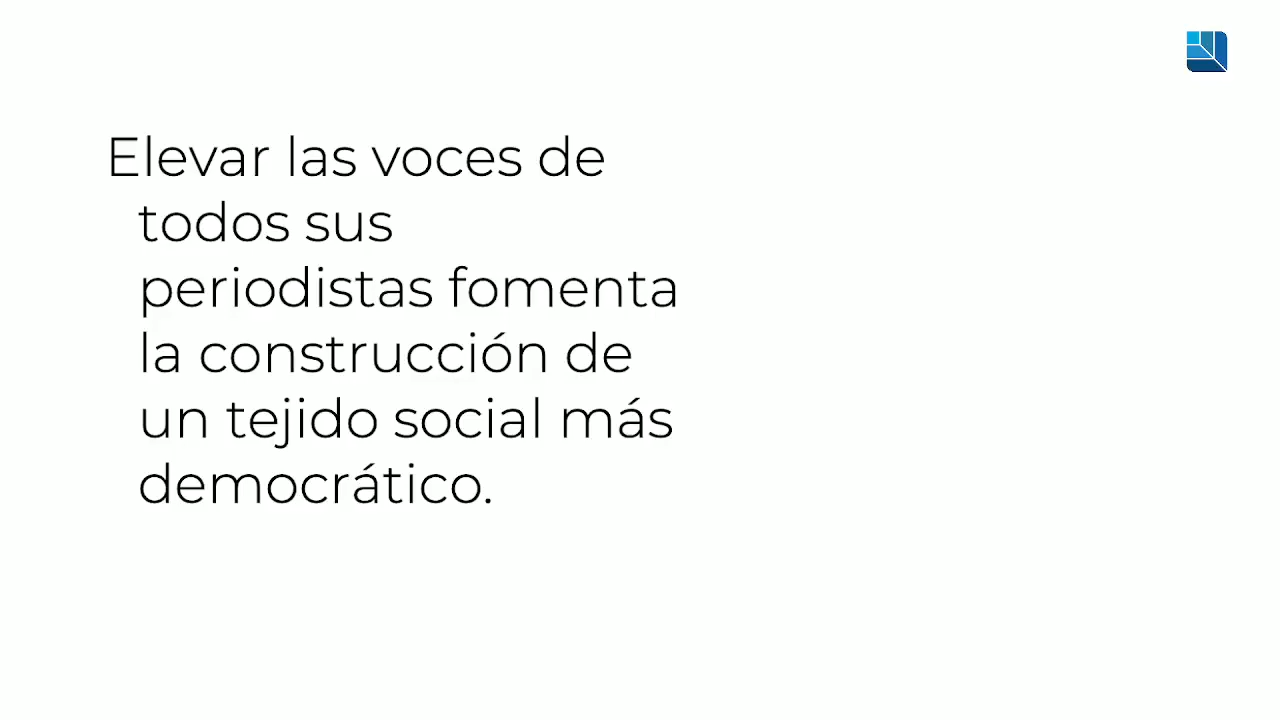 Elevar las voces de
todos sus
periodistas fomenta
la construcción de
un tejido social más
democrático.